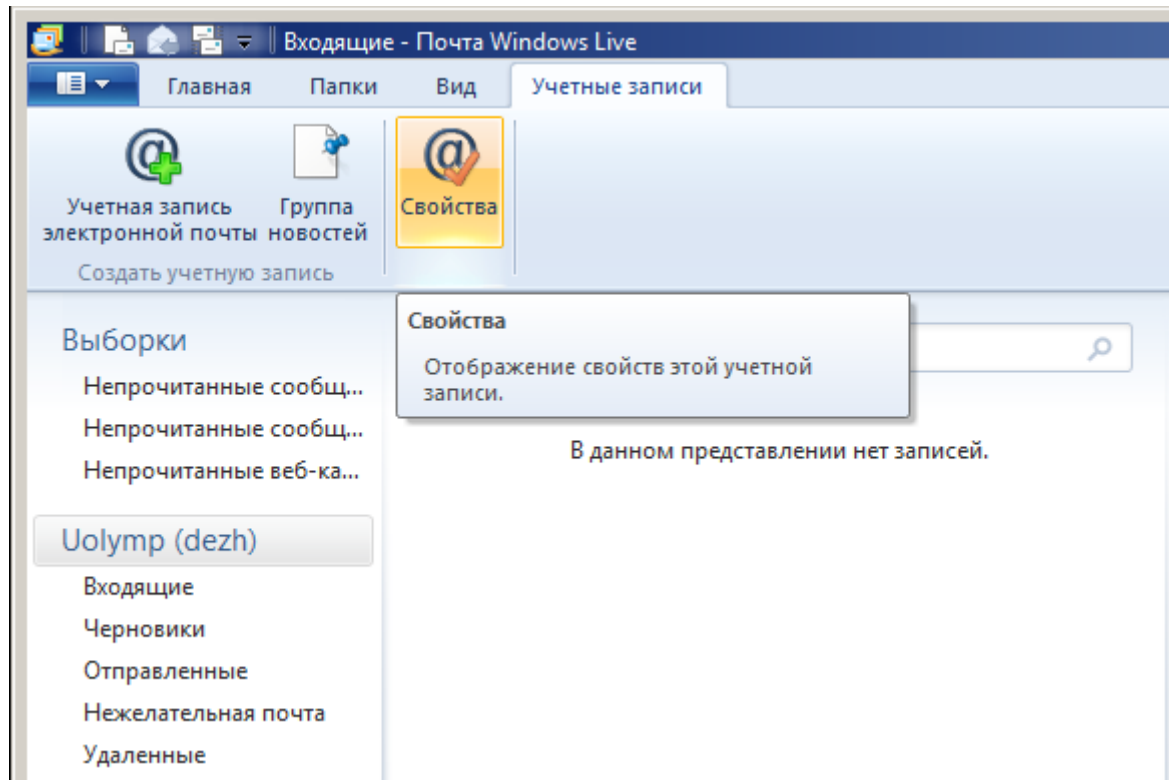 Входящие - Почта Windows Live
Главная Папки Вид Учетные записи
Учетная запись электронной почты
Группа новостей
Свойства
Создать учетную запись
Свойства
Отображение свойств этой учетной
записи.
Выборки
Непрочитанные сообщ...
Непрочитанные сообщ...
Непрочитанные веб-ка...
В данном представлении нет записей.
Uolymp (dezh)
Входящие
Черновики
Отправленные
Нежелательная почта
Удаленные